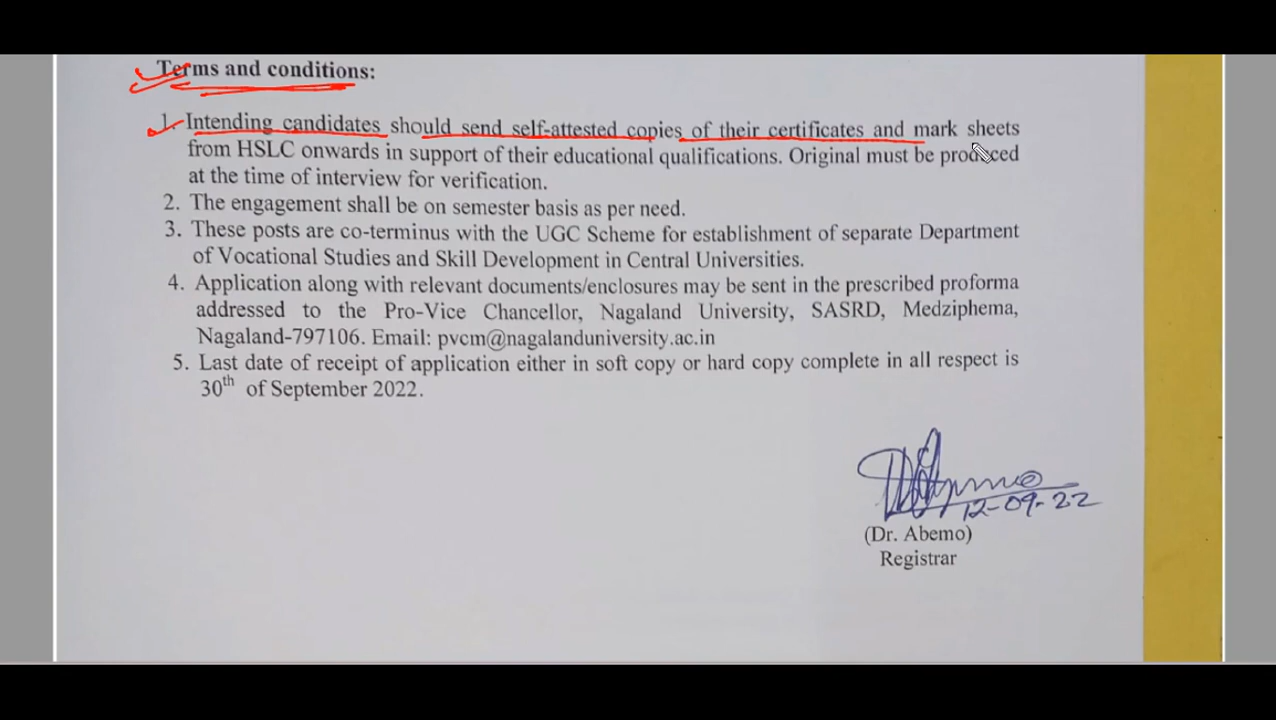 Terms and conditions:
1. Intending candidates should send self-attested copies of their certificates and mark sheets
from HSLC onwards in support of their educational qualifications. Original must be produced
at the time of interview for verification.
2. The engagement shall be on semester basis as per need.
3. These posts are co-terminus with the UGC Scheme for establishment of separate Department
of Vocational Studies and Skill Development in Central Universities.
4. Application along with relevant documents/enclosures may be sent in the prescribed proforma
addressed to the Pro-Vice Chancellor, Nagaland University, SASRD, Medziphema,
Nagaland-797106. Email: pvcm@nagalanduniversity.ac.in
5. Last date of receipt of application either in soft copy or hard copy complete in all respect is
30th of September 2022.
12-09-22
(Dr. Abemo)
Registrar